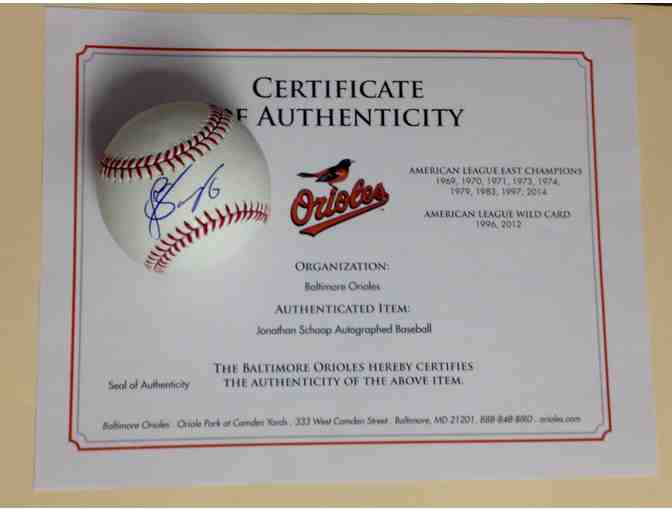 CERTIFICATE
OF AUTHENTICITY
Orioles
AMERICAN LEAGUE EAST CHAMPIONS
1969, 1970, 1971, 1973, 1974,
1979, 1983, 1997, 2014
AMERICAN LEAGUE WILD CARD
1996, 2012
ORGANIZATION:
Baltimore Orioles
AUTHENTICATED ITEM:
Jonathan Schoop Autographed Baseball
THE BALTIMORE ORIOLES HEREBY CERTIFIES
THE AUTHENTICITY OF THE ABOVE ITEM.
Seal of Authenticity
Baltimore Orioles . Oriole Park at Camden Yards . 333 West Camden Street . Baltimore, MD 21201. 888-848-BIRD . orioles.com